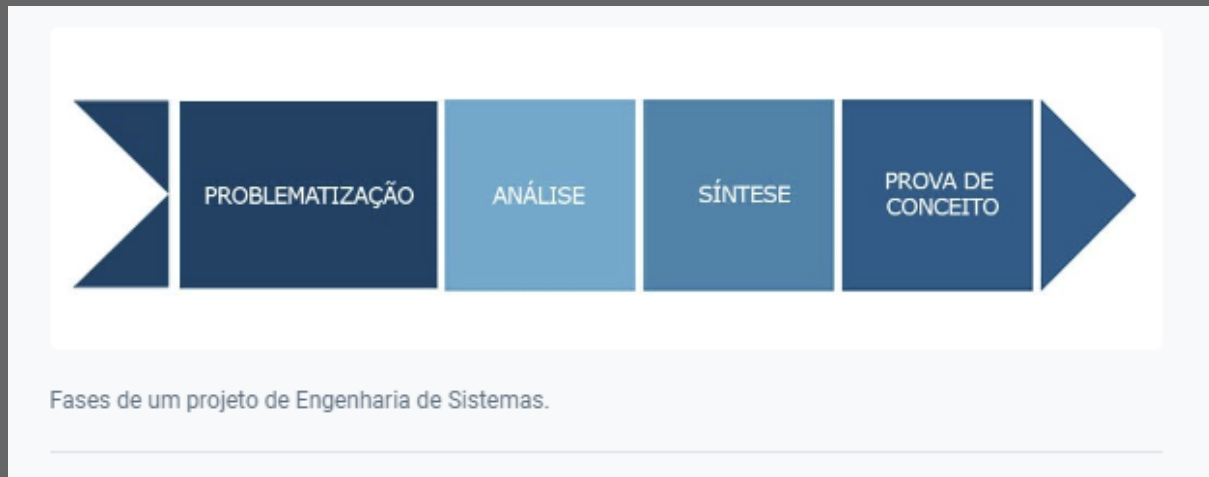 PROBLEMATIZAÇÃO
ANÁLISE
SÍNTESE
PROVA DE
CONCEITO
Fases de um projeto de Engenharia de Sistemas.